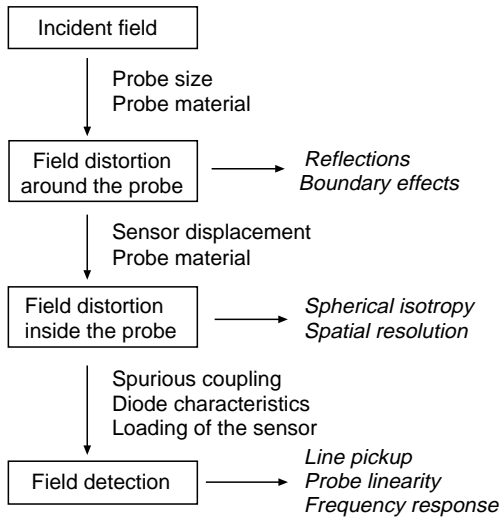 Incident field
Probe size
Probe material
Field distortion
around the probe
Reflections
Boundary effects
Sensor displacement
Probe material
Field distortion
inside the probe
Spherical isotropy
Spatial resolution
Spurious coupling
Diode characteristics
Loading of the sensor
Field detection
Line pickup
Probe linearity
Frequency response